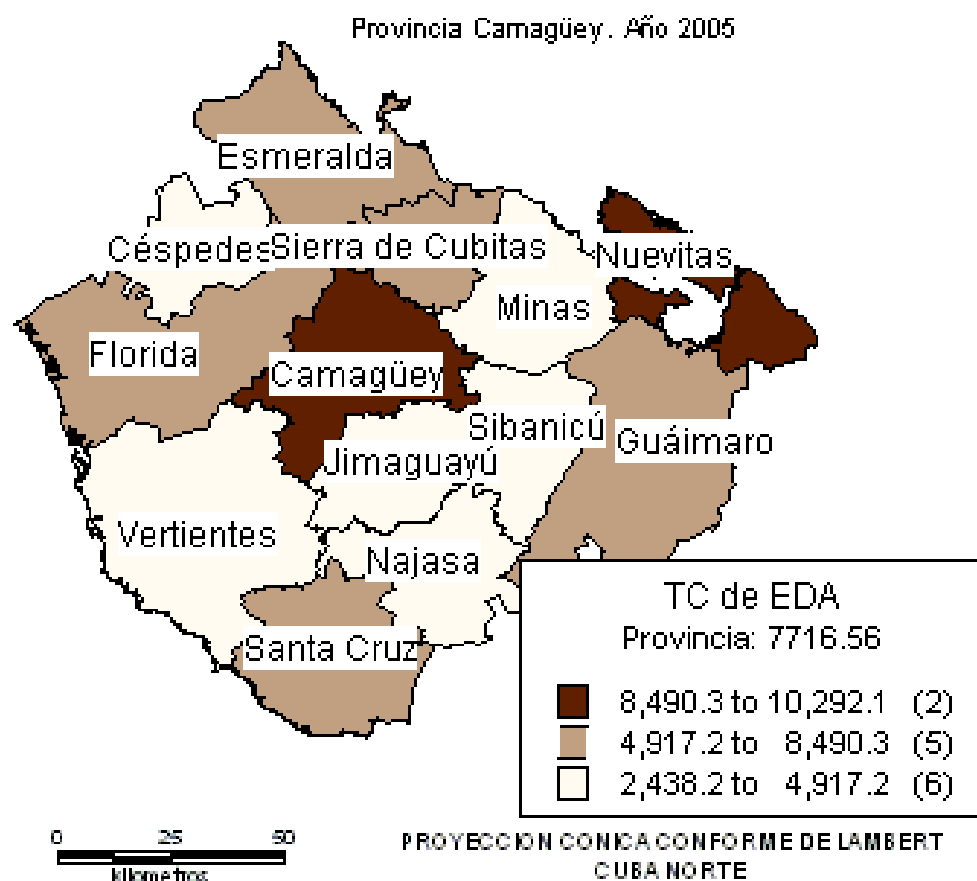 Provincia Camagüey. Año 2005
Esmeralda
Céspedes
Sierra de Cubitas
Nuevitas
Minas
Florida
Camagüey
Sibanicú
Guáimaro
Jimaguayú
Vertientes
Najasa
Santa Cruz
TC de EDA
Provincia: 7716.56
8,490.3 to 10,292.1 (2)
4,917.2 to 8,490.3 (5)
2,438.2 to 4,917.2 (6)
0 25 50
kilometros
PROYECCION CONICA CONFORME DE LAMBERT
CUBA NORTE